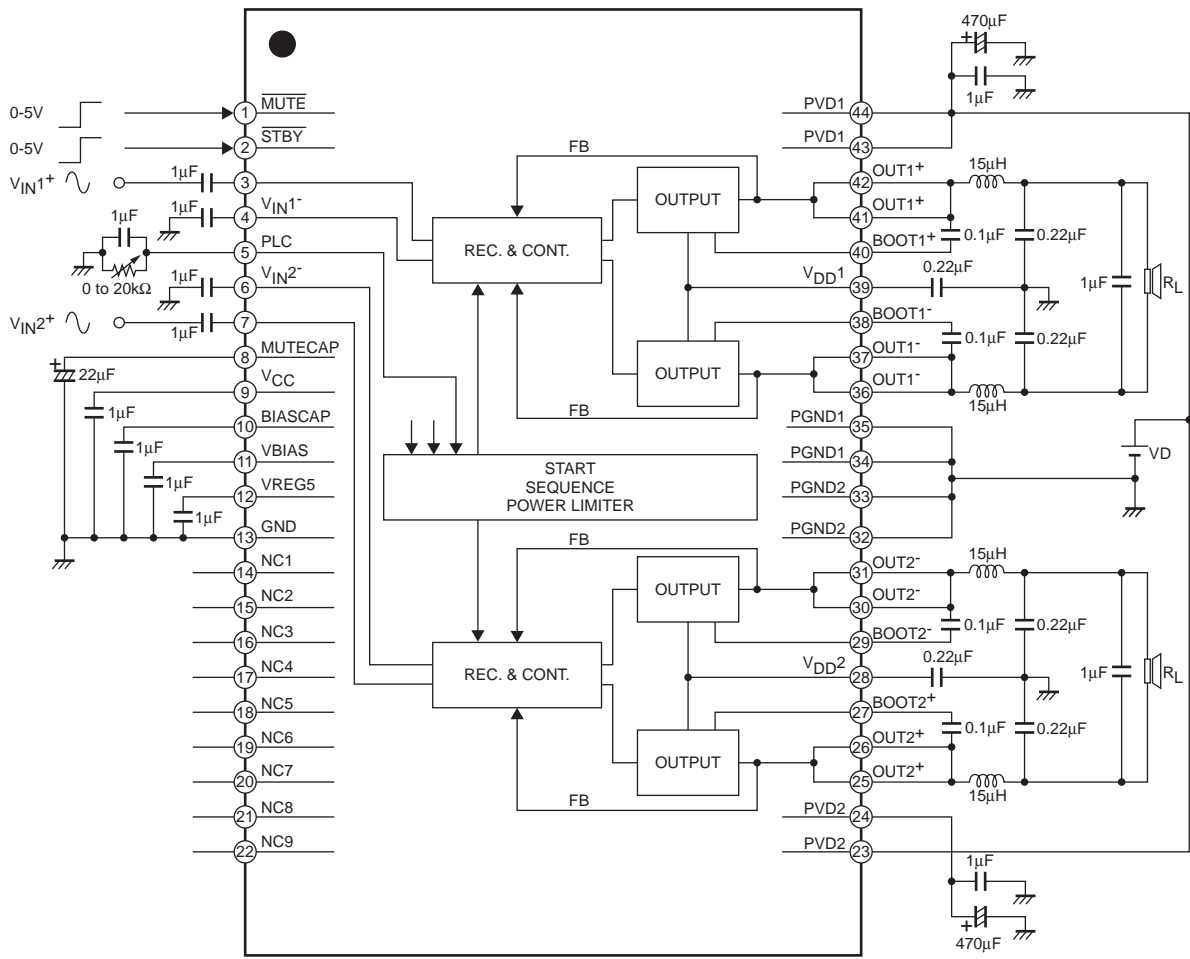 470µF
1µF
0-5V
1
MUTE
PVD1
44
0-5V
2
STBY
PVD1
43
FB
15µH
VIN1+
1µF
3
OUTPUT
42
OUT1+
1µF
4
VIN1-
41
OUT1+
1µF
5
PLC
REC. & CONT.
40
BOOT1+
0.1µF
0.22µF
0 to 20kΩ
1µF
6
VIN2-
VDD1
39
0.22µF
1µF
RL
VIN2+
1µF
7
38
BOOT1-
0.1µF
0.22µF
8
MUTECAP
OUTPUT
37
OUT1-
22µF
9
VCC
36
OUT1-
15µH
1µF
FB
10
BIASCAP
PGND1
35
1µF
VD
11
VBIAS
PGND1
34
1µF
START
SEQUENCE
POWER LIMITER
12
VREG5
PGND2
33
1µF
13
GND
PGND2
32
FB
15µH
14
NC1
OUTPUT
31
OUT2-
15
NC2
30
OUT2-
16
NC3
29
BOOT2-
0.1µF
0.22µF
17
NC4
REC. & CONT.
VDD2
28
0.22µF
1µF
RL
18
NC5
27
BOOT2+
0.1µF
0.22µF
19
NC6
OUTPUT
26
OUT2+
20
NC7
25
OUT2+
15µH
FB
21
NC8
PVD2
24
22
NC9
PVD2
23
1µF
470µF